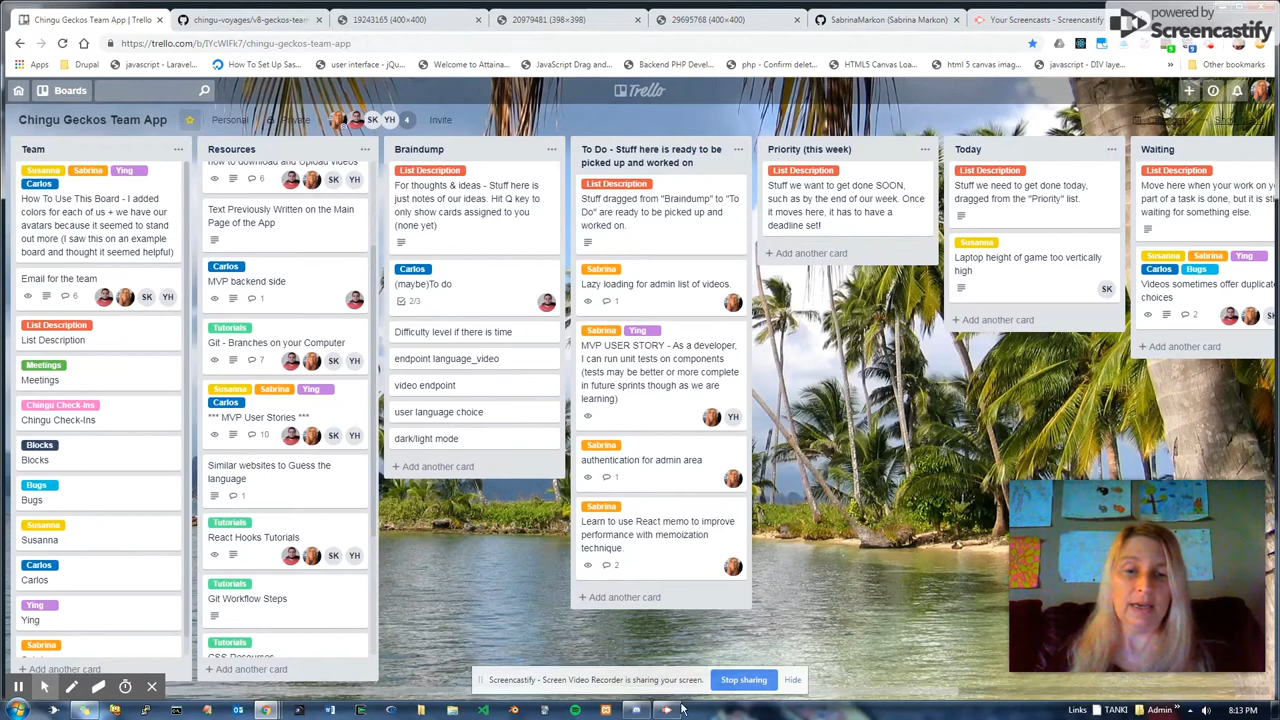 Chingu Geckos Team App | Trello
chingu-voyages/v8-geckos-team
19243165 (400×400)
20979481 (398×398)
29695768 (400×400)
SabrinaMarkon (Sabrina Markon)
Your Screencasts - Screencastify
powered by
Screencastify
https://trello.com/b/
/chingu-geckos-team-app
Apps
Drupal
javascript - Laravel...
How To Set Up Sas...
user interface - jQu...
Welcome to Attaina...
JavaScript Drag and...
Backend PHP Devel...
php - Confirm delet...
HTML5 Canvas Loa...
html 5 canvas imag...
javascript - DIV laye...
»
Other bookmarks
Boards
Trello
Chingu Geckos Team App
Personal
Private
SK
YH
4
Invite
Team
Susanna
Sabrina
Ying
Carlos
How To Use This Board - I added
colors for each of us + we have our
avatars because it seemed to stand
out more (I saw this on an example
board and thought it seemed helpful)
Email for the team
6
SK
YH
List Description
List Description
Meetings
Meetings
Chingu Check-Ins
Chingu Check-Ins
Blocks
Blocks
Bugs
Bugs
Susanna
Susanna
Carlos
Carlos
Ying
Ying
Sabrina
+ Add another card
Resources
How to download and Upload videos
6
SK
YH
Text Previously Written on the Main
Page of the App
Carlos
MVP backend side
1
Tutorials
Git - Branches on your Computer
7
SK
YH
Susanna
Sabrina
Ying
Carlos
*** MVP User Stories ***
10
SK
YH
Similar websites to Guess the
language
1
Tutorials
React Hooks Tutorials
SK
YH
Tutorials
Git Workflow Steps
Tutorials
CSS Resources
+ Add another card
Braindump
List Description
For thoughts & ideas - Stuff here is
just notes of our ideas. Hit Q key to
only show cards assigned to you
(none yet)
Carlos
(maybe)To do
2/3
Difficulty level if there is time
endpoint language_video
video endpoint
user language choice
dark/light mode
+ Add another card
To Do - Stuff here is ready to be
picked up and worked on
List Description
Stuff dragged from "Braindump" to "To
Do" are ready to be picked up and
worked on.
Sabrina
Lazy loading for admin list of videos.
1
Sabrina
Ying
MVP USER STORY - As a developer,
I can run unit tests on components
(tests may be better or more complete
in future sprints though as we are
learning)
YH
Sabrina
authentication for admin area
1
Sabrina
Learn to use React memo to improve
performance with memoization
technique.
2
+ Add another card
Priority (this week)
List Description
Stuff we want to get done SOON,
such as by the end of our week. Once
it moves here, it has to have a
deadline set!
+ Add another card
Today
List Description
Stuff we need to get done today,
dragged from the "Priority" list.
Susanna
Laptop height of game too vertically
high
SK
+ Add another card
Waiting
List Description
Move here when your work on y
part of a task is done, but it is sti
waiting for something else.
Susanna
Sabrina
Ying
Carlos
Bugs
Videos sometimes offer duplicate
choices
2
SK
+ Add another card
Screencastify - Screen Video Recorder is sharing your screen.
Stop sharing
Hide
Links
TANKI
Admin
8:13 PM